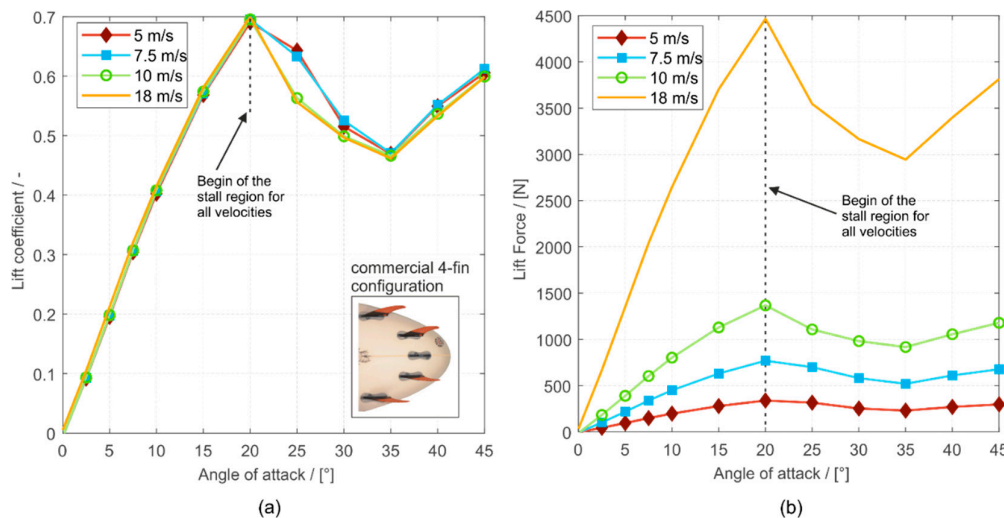 0.7
0.6
0.5
0.4
0.3
0.2
0.1
0
Lift coefficient / -
5 m/s
7.5 m/s
10 m/s
18 m/s
Begin of the
stall region for
all velocities
commercial 4-fin
configuration
0 5 10 15 20 25 30 35 40 45
Angle of attack / [°]
(a)
4500
4000
3500
3000
2500
2000
1500
1000
500
0
Lift Force / [N]
5 m/s
7.5 m/s
10 m/s
18 m/s
Begin of the
stall region for
all velocities
0 5 10 15 20 25 30 35 40 45
Angle of attack / [°]
(b)